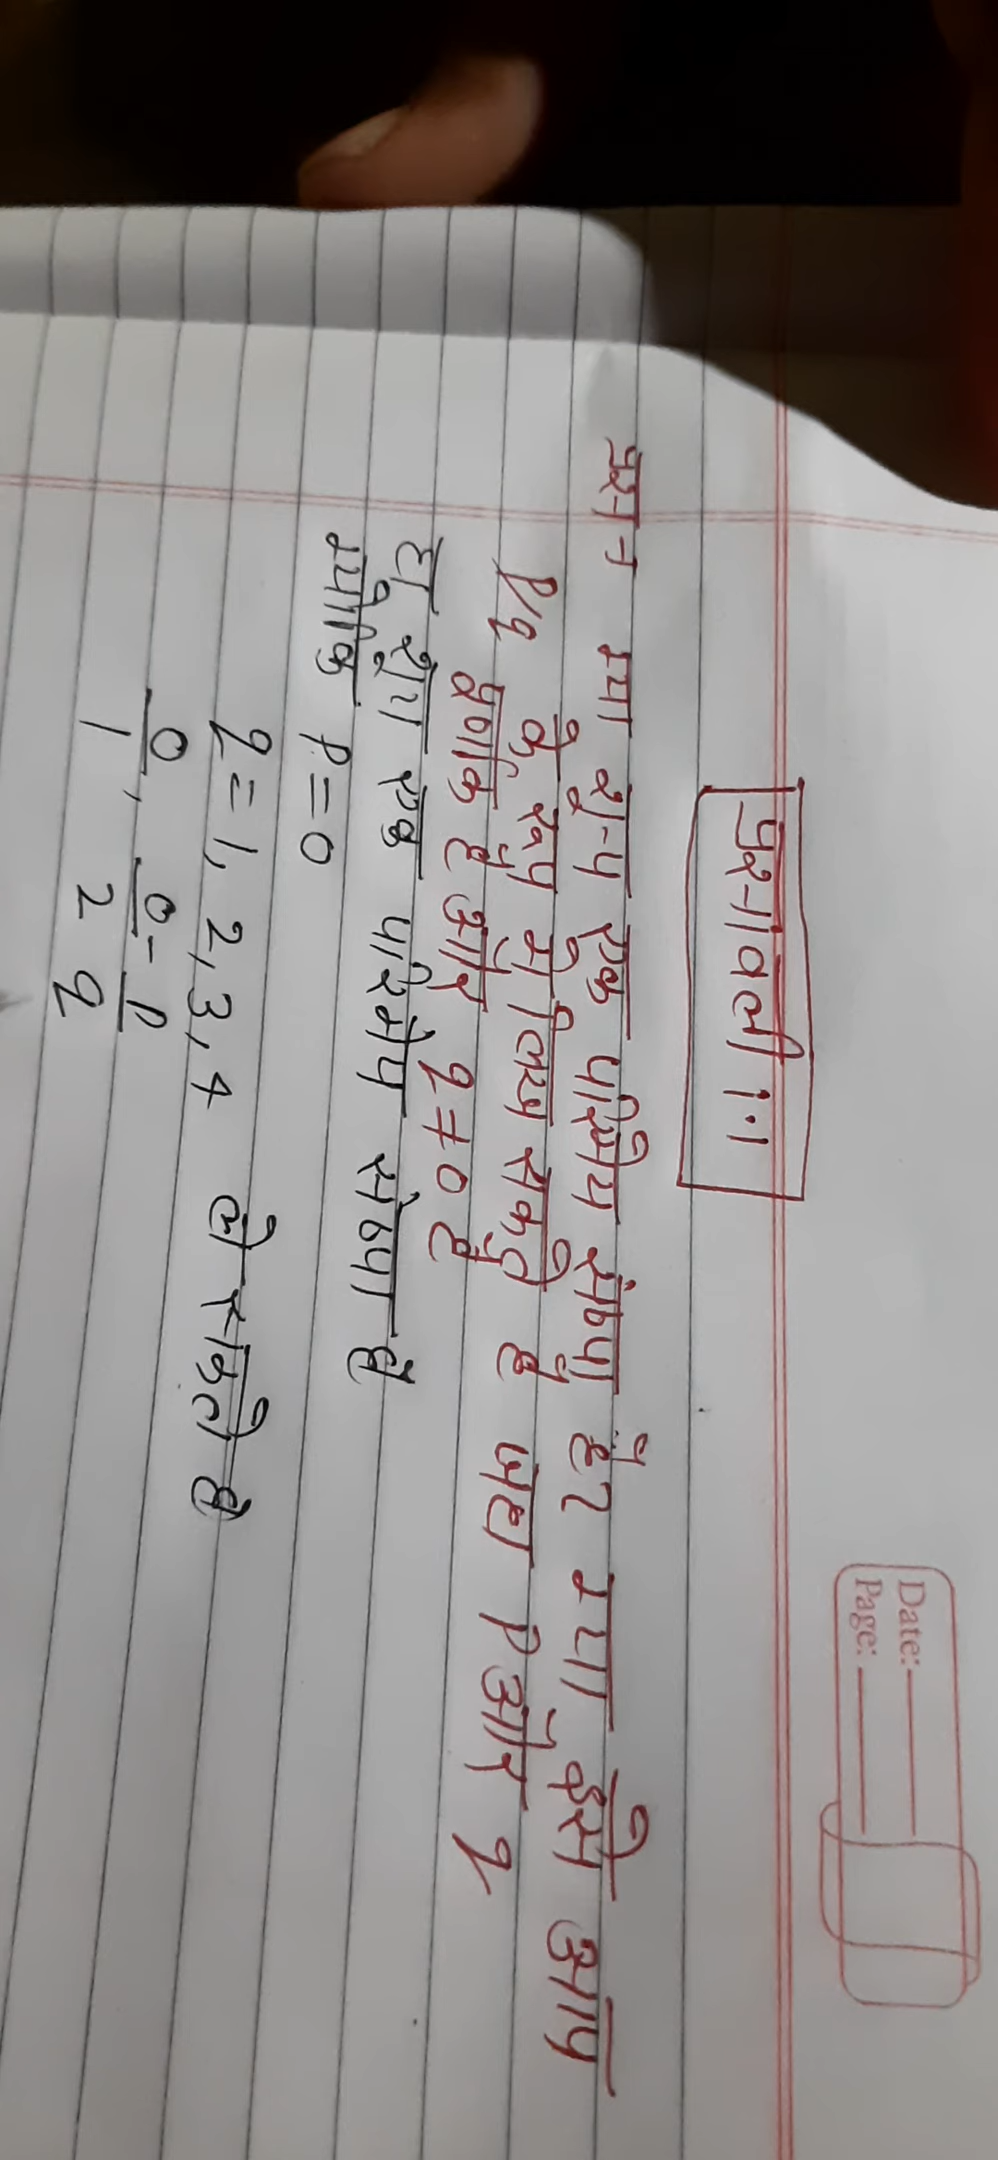 Date:
Page:
प्रश्नावली 1.1
प्रश्न क्या शून्य एक परिमेय संख्या है? क्या इसे आप
p/q के रूप में लिख सकते है जहा p और q
पूर्णांक है और q ≠ 0 है
हा शून्य एक परिमेय संख्या है
क्योंकि p = 0
q = 1, 2, 3, 4 हो सकते है
0/1, 0/2 - p/q